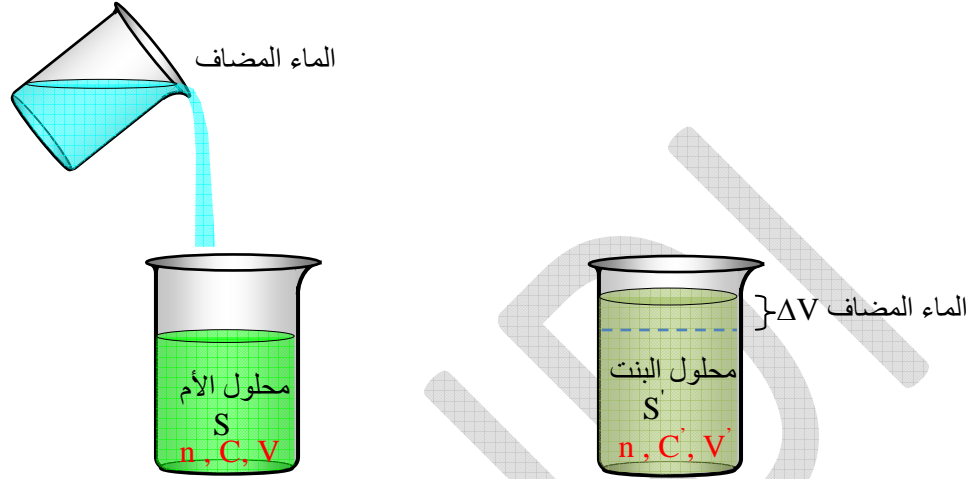 الماء المضاف
الماء المضاف ΔV
محلول الأم
S
n , C, V
محلول البنت
S'
n , C', V'